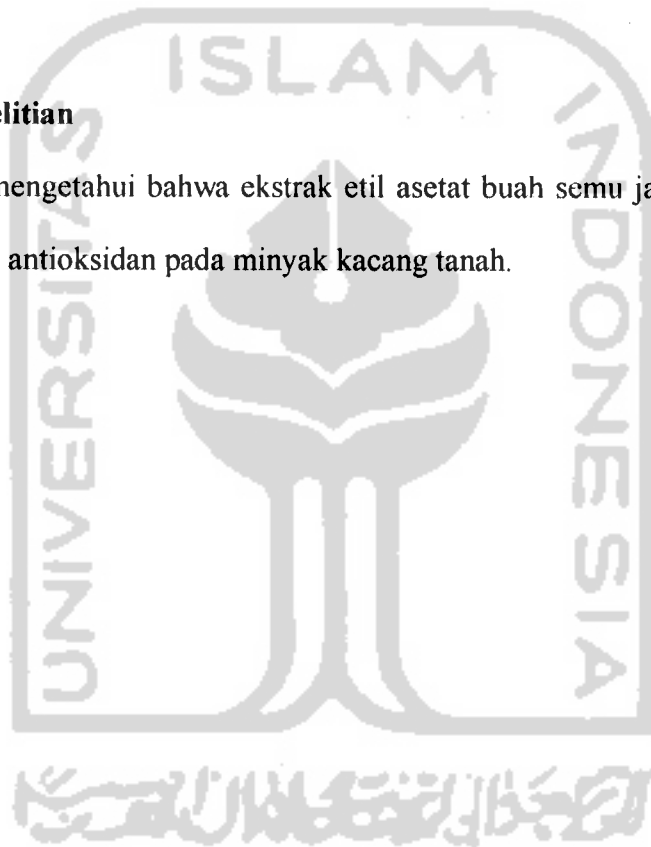 ISLAM
UNIVERSITAS
INDONESIA
elitian
mengetahui bahwa ekstrak etil asetat buah semu ja
antioksidan pada minyak kacang tanah.